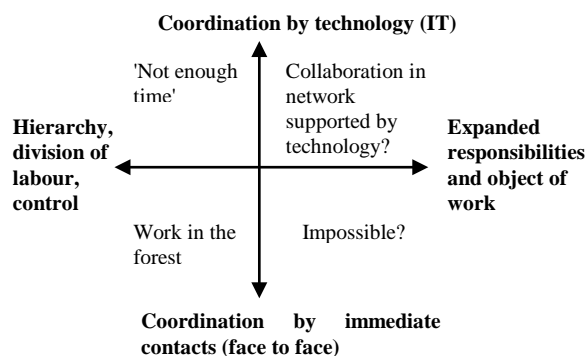 Coordination by technology (IT)
'Not enough
time'
Collaboration in
network
supported by
technology?
Hierarchy,
division of
labour,
control
Expanded
responsibilities
and object of
work
Work in the
forest
Impossible?
Coordination by immediate
contacts (face to face)